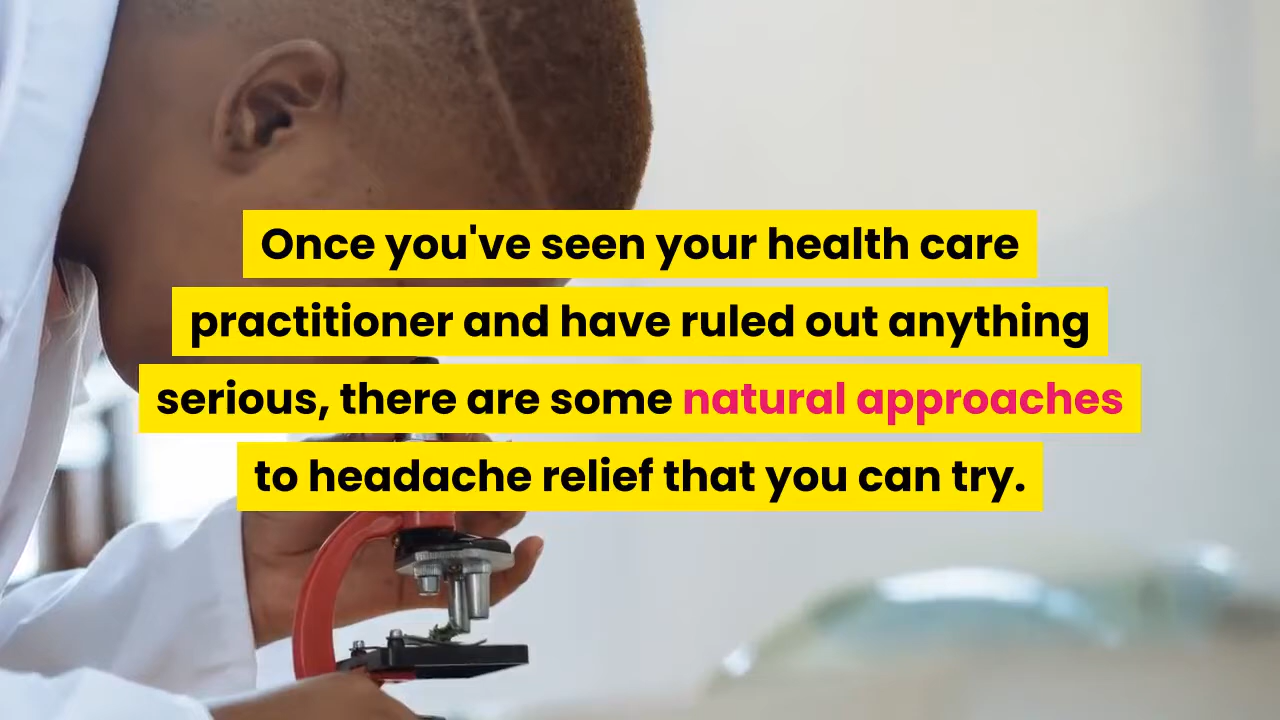 Once you've seen your health care
practitioner and have ruled out anything
serious, there are some natural approaches
to headache relief that you can try.